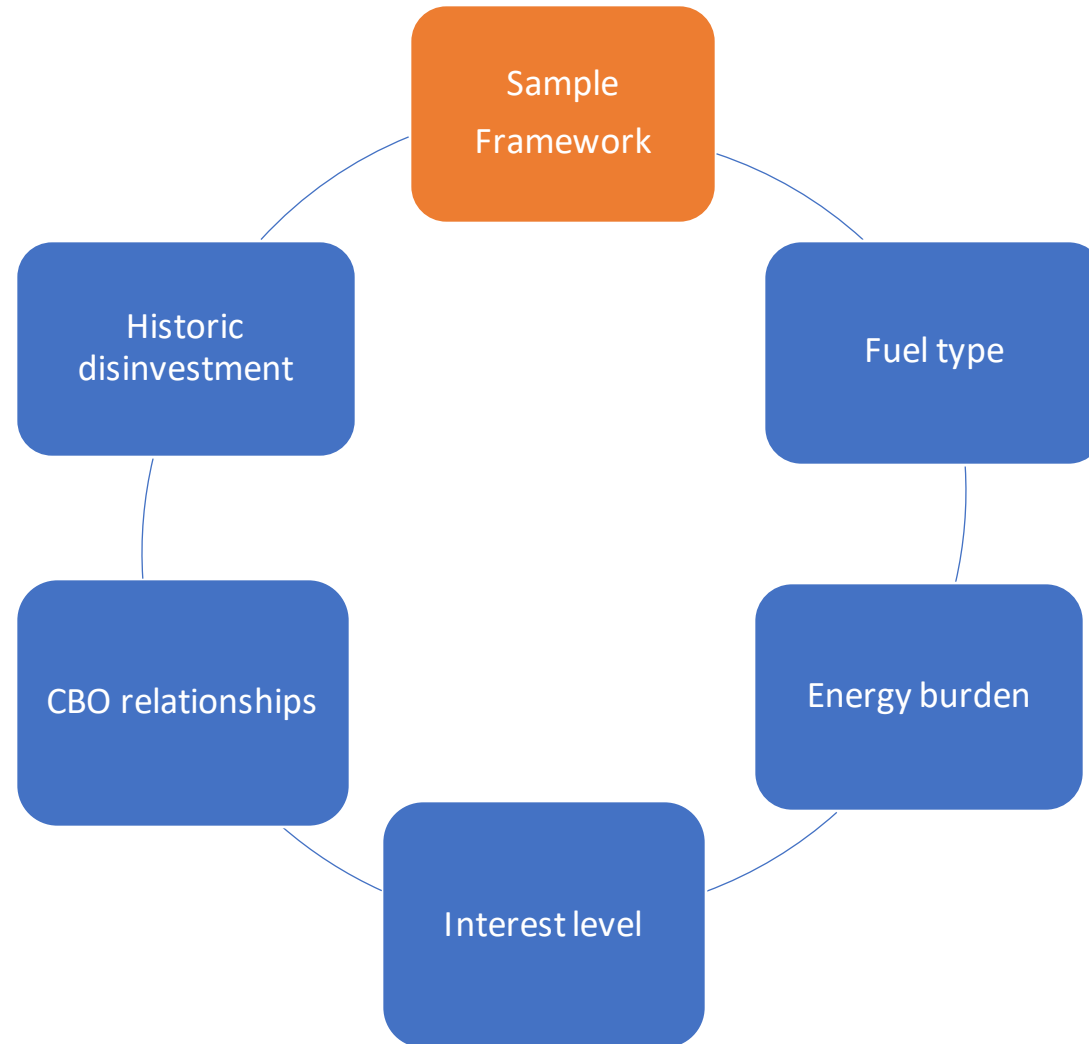 Sample
Framework
Historic
disinvestment
Fuel type
CBO relationships
Energy burden
Interest level